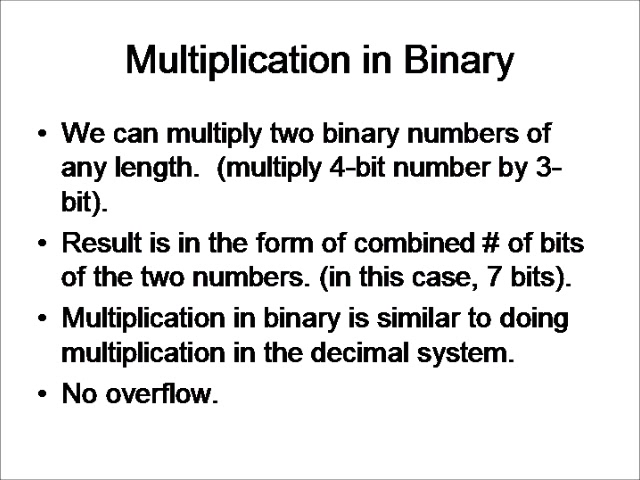 Multiplication in Binary
• We can multiply two binary numbers of
any length.  (multiply 4-bit number by 3-
bit).
• Result is in the form of combined # of bits
of the two numbers. (in this case, 7 bits).
• Multiplication in binary is similar to doing
multiplication in the decimal system.
• No overflow.